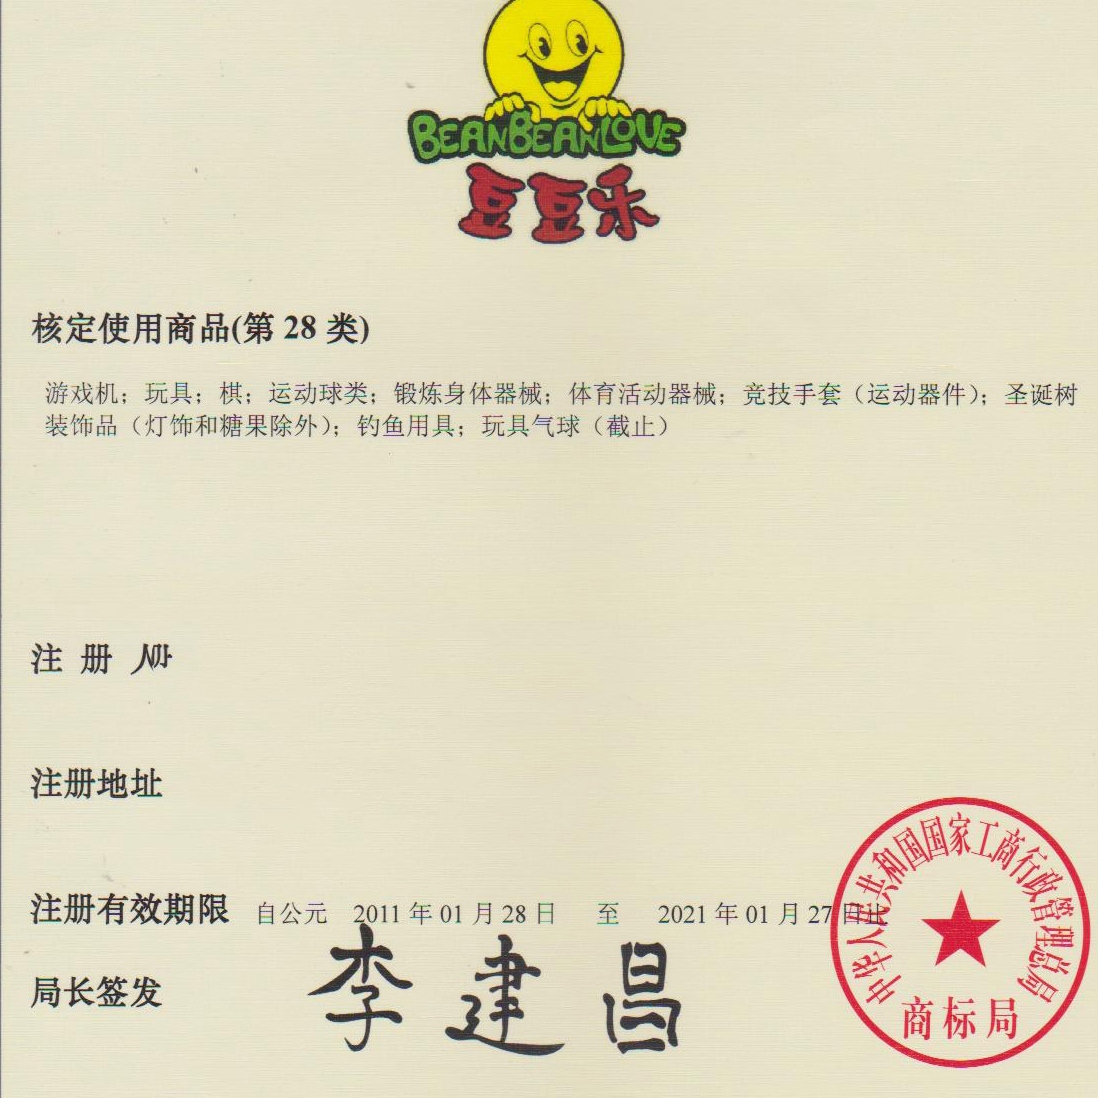 BEANBEANLOVE
豆豆乐
核定使用商品(第 28 类)
游戏机；玩具；棋；运动球类；锻炼身体器械；体育活动器械；竞技手套（运动器件）；圣诞树
装饰品（灯饰和糖果除外）；钓鱼用具；玩具气球（截止）
注 册
注册地址
注册有效期限 自公元 2011 年 01 月 28 日 至 2021 年 01 月 27 日止
局长签发 李建昌
中华人民共和国国家工商行政管理总局
商标局